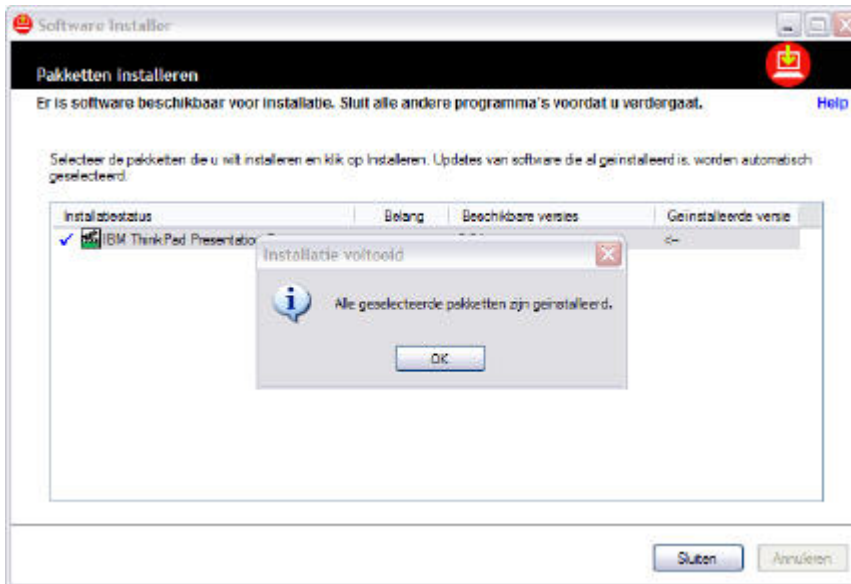 Software Installer
Pakketten installeren
Er is software beschikbaar voor installatie. Sluit alle andere programma's voordat u verdergaat.
Help
Selecteer de pakketten die u wilt installeren en klik op Installeren. Updates van software die al geïnstalleerd is, worden automatisch
geselecteerd.
Installatiestatus Belang Beschikbare versies Geïnstalleerde versie
IBM ThinkPad Presentation <--
Installatie voltooid
Alle geselecteerde pakketten zijn geïnstalleerd.
OK
Sluiten Annuleren